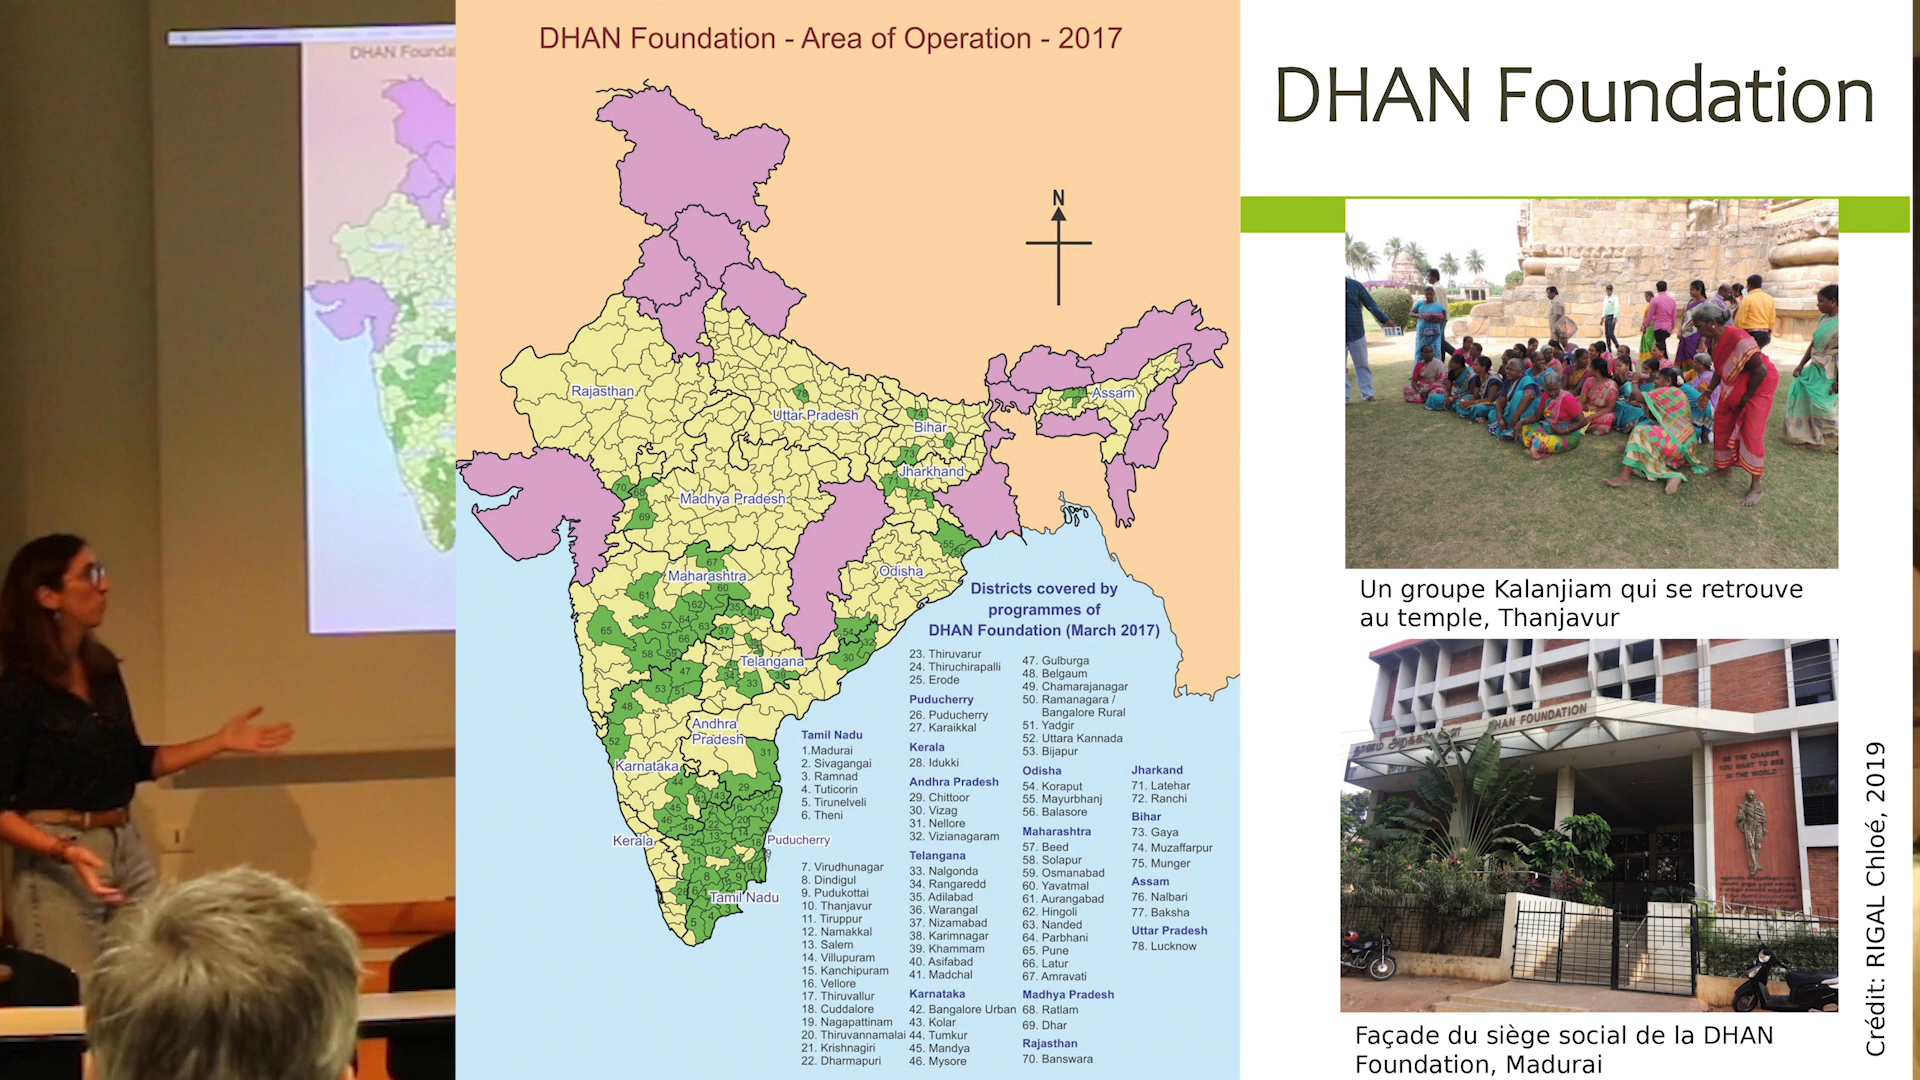 DHAN Foundation - Area of Operation - 2017
N
Rajasthan
Uttar Pradesh
Bihar
Assam
Jharkhand
Madhya Pradesh
Maharashtra
Odisha
Telangana
Andhra
Pradesh
Karnataka
Kerala
Puducherry
Tamil Nadu
Districts covered by
programmes of
DHAN Foundation (March 2017)
Tamil Nadu
1.Madurai
2. Sivagangai
3. Ramnad
4. Tuticorin
5. Tirunelveli
6. Theni
7. Virudhunagar
8. Dindigul
9. Pudukottai
10. Thanjavur
11. Tiruppur
12. Namakkal
13. Salem
14. Villupuram
15. Kanchipuram
16. Vellore
17. Thiruvallur
18. Cuddalore
19. Nagapattinam
20. Thiruvannamalai
21. Krishnagiri
22. Dharmapuri
23. Thiruvarur
24. Thiruchirapalli
25. Erode
Puducherry
26. Puducherry
27. Karaikkal
Kerala
28. Idukki
Andhra Pradesh
29. Chittoor
30. Vizag
31. Nellore
32. Vizianagaram
Telangana
33. Nalgonda
34. Rangaredd
35. Adilabad
36. Warangal
37. Nizamabad
38. Karimnagar
39. Khammam
40. Asifabad
41. Madchal
Karnataka
42. Bangalore Urban
43. Kolar
44. Tumkur
45. Mandya
46. Mysore
47. Gulburga
48. Belgaum
49. Chamarajanagar
50. Ramanagara /
Bangalore Rural
51. Yadgir
52. Uttara Kannada
53. Bijapur
Odisha
54. Koraput
55. Mayurbhanj
56. Balasore
Maharashtra
57. Beed
58. Solapur
59. Osmanabad
60. Yavatmal
61. Aurangabad
62. Hingoli
63. Nanded
64. Parbhani
65. Pune
66. Latur
67. Amravati
Madhya Pradesh
68. Ratlam
69. Dhar
Rajasthan
70. Banswara
Jharkand
71. Latehar
72. Ranchi
Bihar
73. Gaya
74. Muzaffarpur
75. Munger
Assam
76. Nalbari
77. Baksha
Uttar Pradesh
78. Lucknow
DHAN Foundation
Un groupe Kalanjiam qui se retrouve
au temple, Thanjavur
DHAN FOUNDATION
BE THE CHANGE
YOU WANT TO SEE
IN THE WORLD
Façade du siège social de la DHAN
Foundation, Madurai
Crédit: RIGAL Chloé, 2019